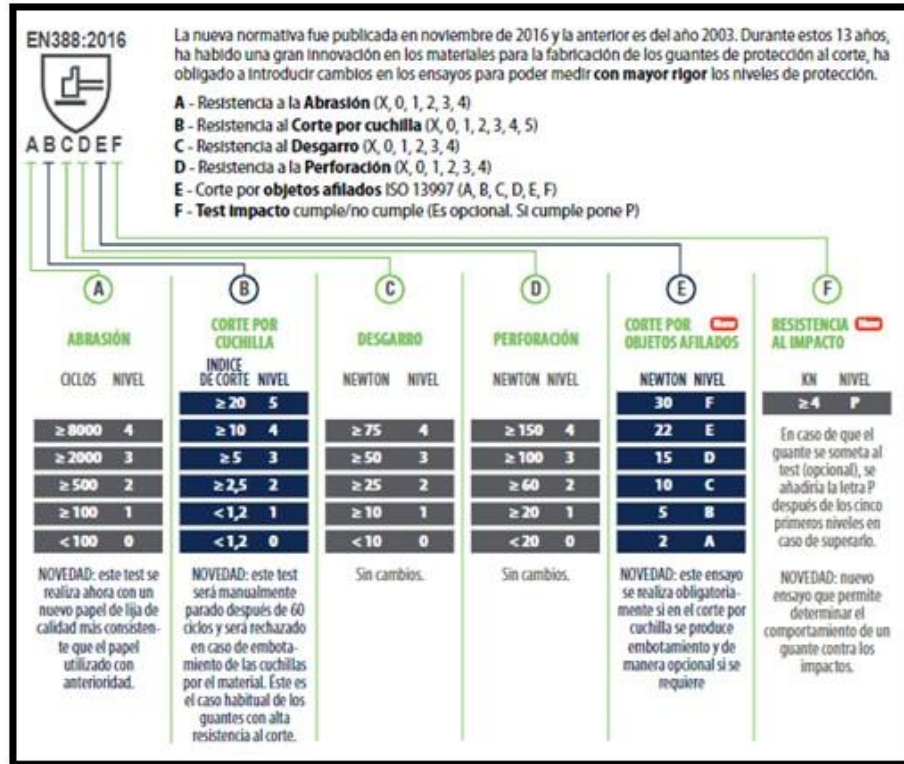 EN388:2016
A B C D E F
La nueva normativa fue publicada en noviembre de 2016 y la anterior es del año 2003. Durante estos 13 años,
ha habido una gran innovación en los materiales para la fabricación de los guantes de protección al corte, ha
obligado a introducir cambios en los ensayos para poder medir con mayor rigor los niveles de protección.
A - Resistencia a la Abrasión (X, 0, 1, 2, 3, 4)
B - Resistencia al Corte por cuchilla (X, 0, 1, 2, 3, 4, 5)
C - Resistencia al Desgarro (X, 0, 1, 2, 3, 4)
D - Resistencia a la Perforación (X, 0, 1, 2, 3, 4)
E - Corte por objetos afilados ISO 13997 (A, B, C, D, E, F)
F - Test Impacto cumple/no cumple (Es opcional. Si cumple pone P)
A
ABRASIÓN
CICLOS NIVEL
≥ 8000 4
≥ 2000 3
≥ 500 2
≥ 100 1
< 100 0
NOVEDAD: este test se
realiza ahora con un
nuevo papel de lija de
calidad más consisten-
te que el papel
utilizado con
anterioridad.
B
CORTE POR
CUCHILLA
INDICE
DE CORTE NIVEL
≥ 20 5
≥ 10 4
≥ 5 3
≥ 2,5 2
< 1,2 1
< 1,2 0
NOVEDAD: este test
será manualmente
parado después de 60
ciclos y será rechazado
en caso de embota-
miento de las cuchillas
por el material. Éste es
el caso habitual de los
guantes con alta
resistencia al corte.
C
DESGARRO
NEWTON NIVEL
≥ 75 4
≥ 50 3
≥ 25 2
≥ 10 1
< 10 0
Sin cambios.
D
PERFORACIÓN
NEWTON NIVEL
≥ 150 4
≥ 100 3
≥ 60 2
≥ 20 1
< 20 0
Sin cambios.
E
CORTE POR New
OBJETOS AFILADOS
NEWTON NIVEL
30 F
22 E
15 D
10 C
5 B
2 A
NOVEDAD: este ensayo
se realiza obligatoria-
mente si en el corte por
cuchilla se produce
embotamiento y de
manera opcional si se
requiere
F
RESISTENCIA New
AL IMPACTO
KN NIVEL
≥ 4 P
En caso de que el
guante se someta al
test (opcional), se
añadiría la letra P
después de los cinco
primeros niveles en
caso de superarlo.
NOVEDAD: nuevo
ensayo que permite
determinar el
comportamiento de un
guante contra los
impactos.